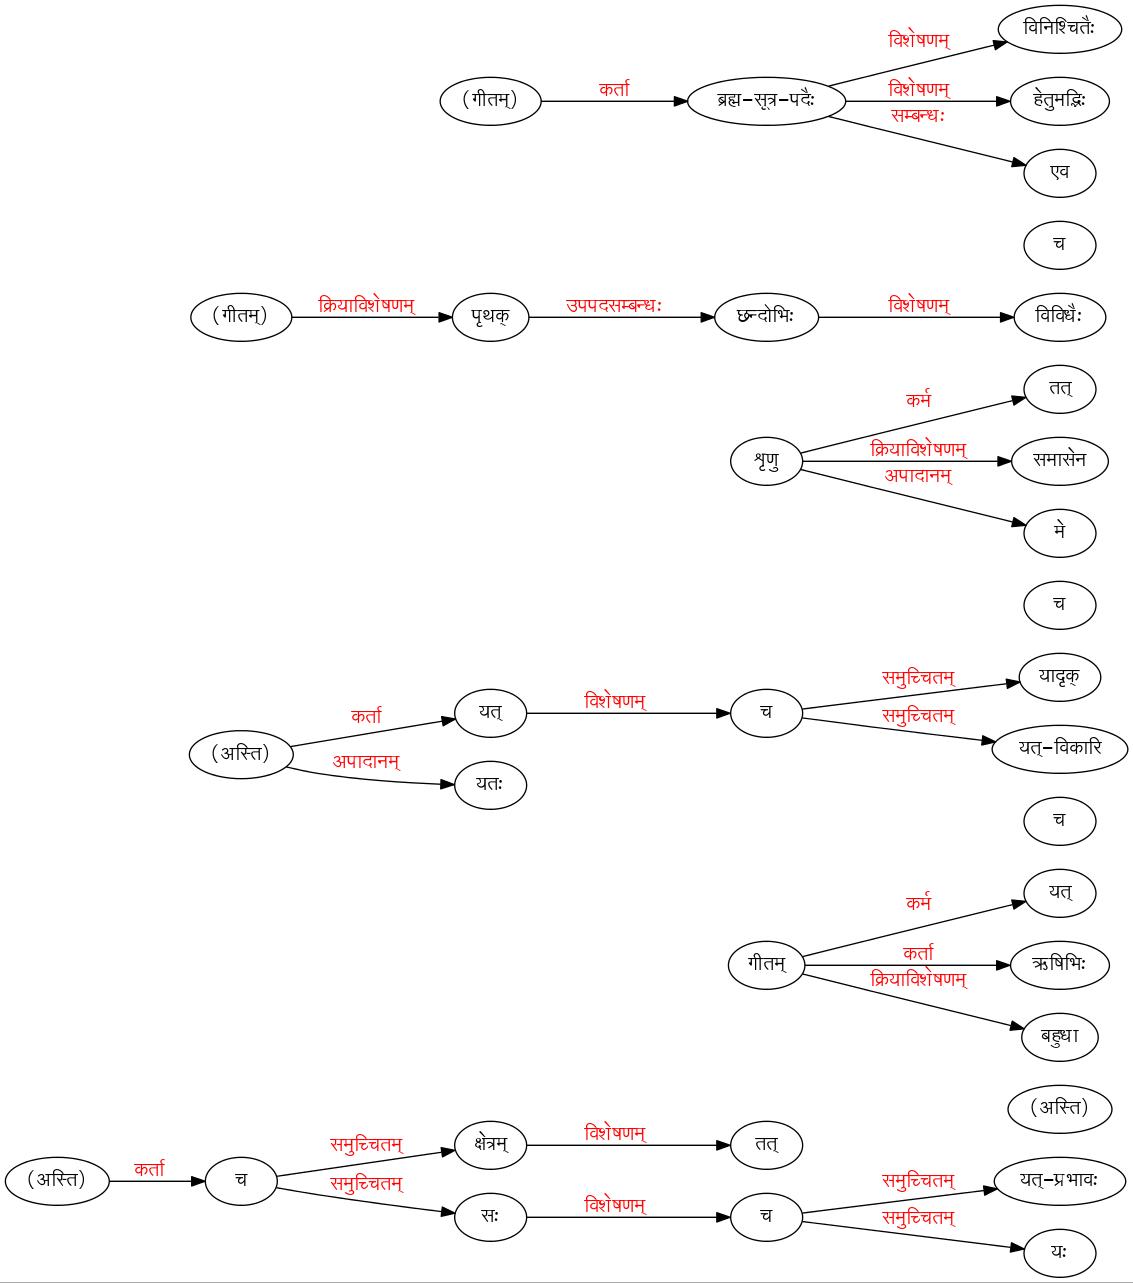 विनिश्चितैः
विशेषणम्
(गीतम्) कर्ता ब्रह्म-सूत्र-पदैः विशेषणम् हेतुमद्भिः
सम्बन्धः
एव
च
(गीतम्) क्रियाविशेषणम् पृथक् उपपदसम्बन्धः छन्दोभिः विशेषणम् विविधैः
तत्
कर्म
शृणु क्रियाविशेषणम् समासेन
अपादानम्
मे
च
समुच्चितम् यादृक्
कर्ता यत् विशेषणम् च समुच्चितम्
(अस्ति) यत्-विकारि
अपादानम् यतः
च
यत्
कर्म
गीतम् कर्ता ऋषिभिः
क्रियाविशेषणम्
बहुधा
(अस्ति)
समुच्चितम् क्षेत्रम् विशेषणम् तत्
(अस्ति) कर्ता च समुच्चितम् समुच्चितम् यत्-प्रभावः
सः विशेषणम् च समुच्चितम्
यः